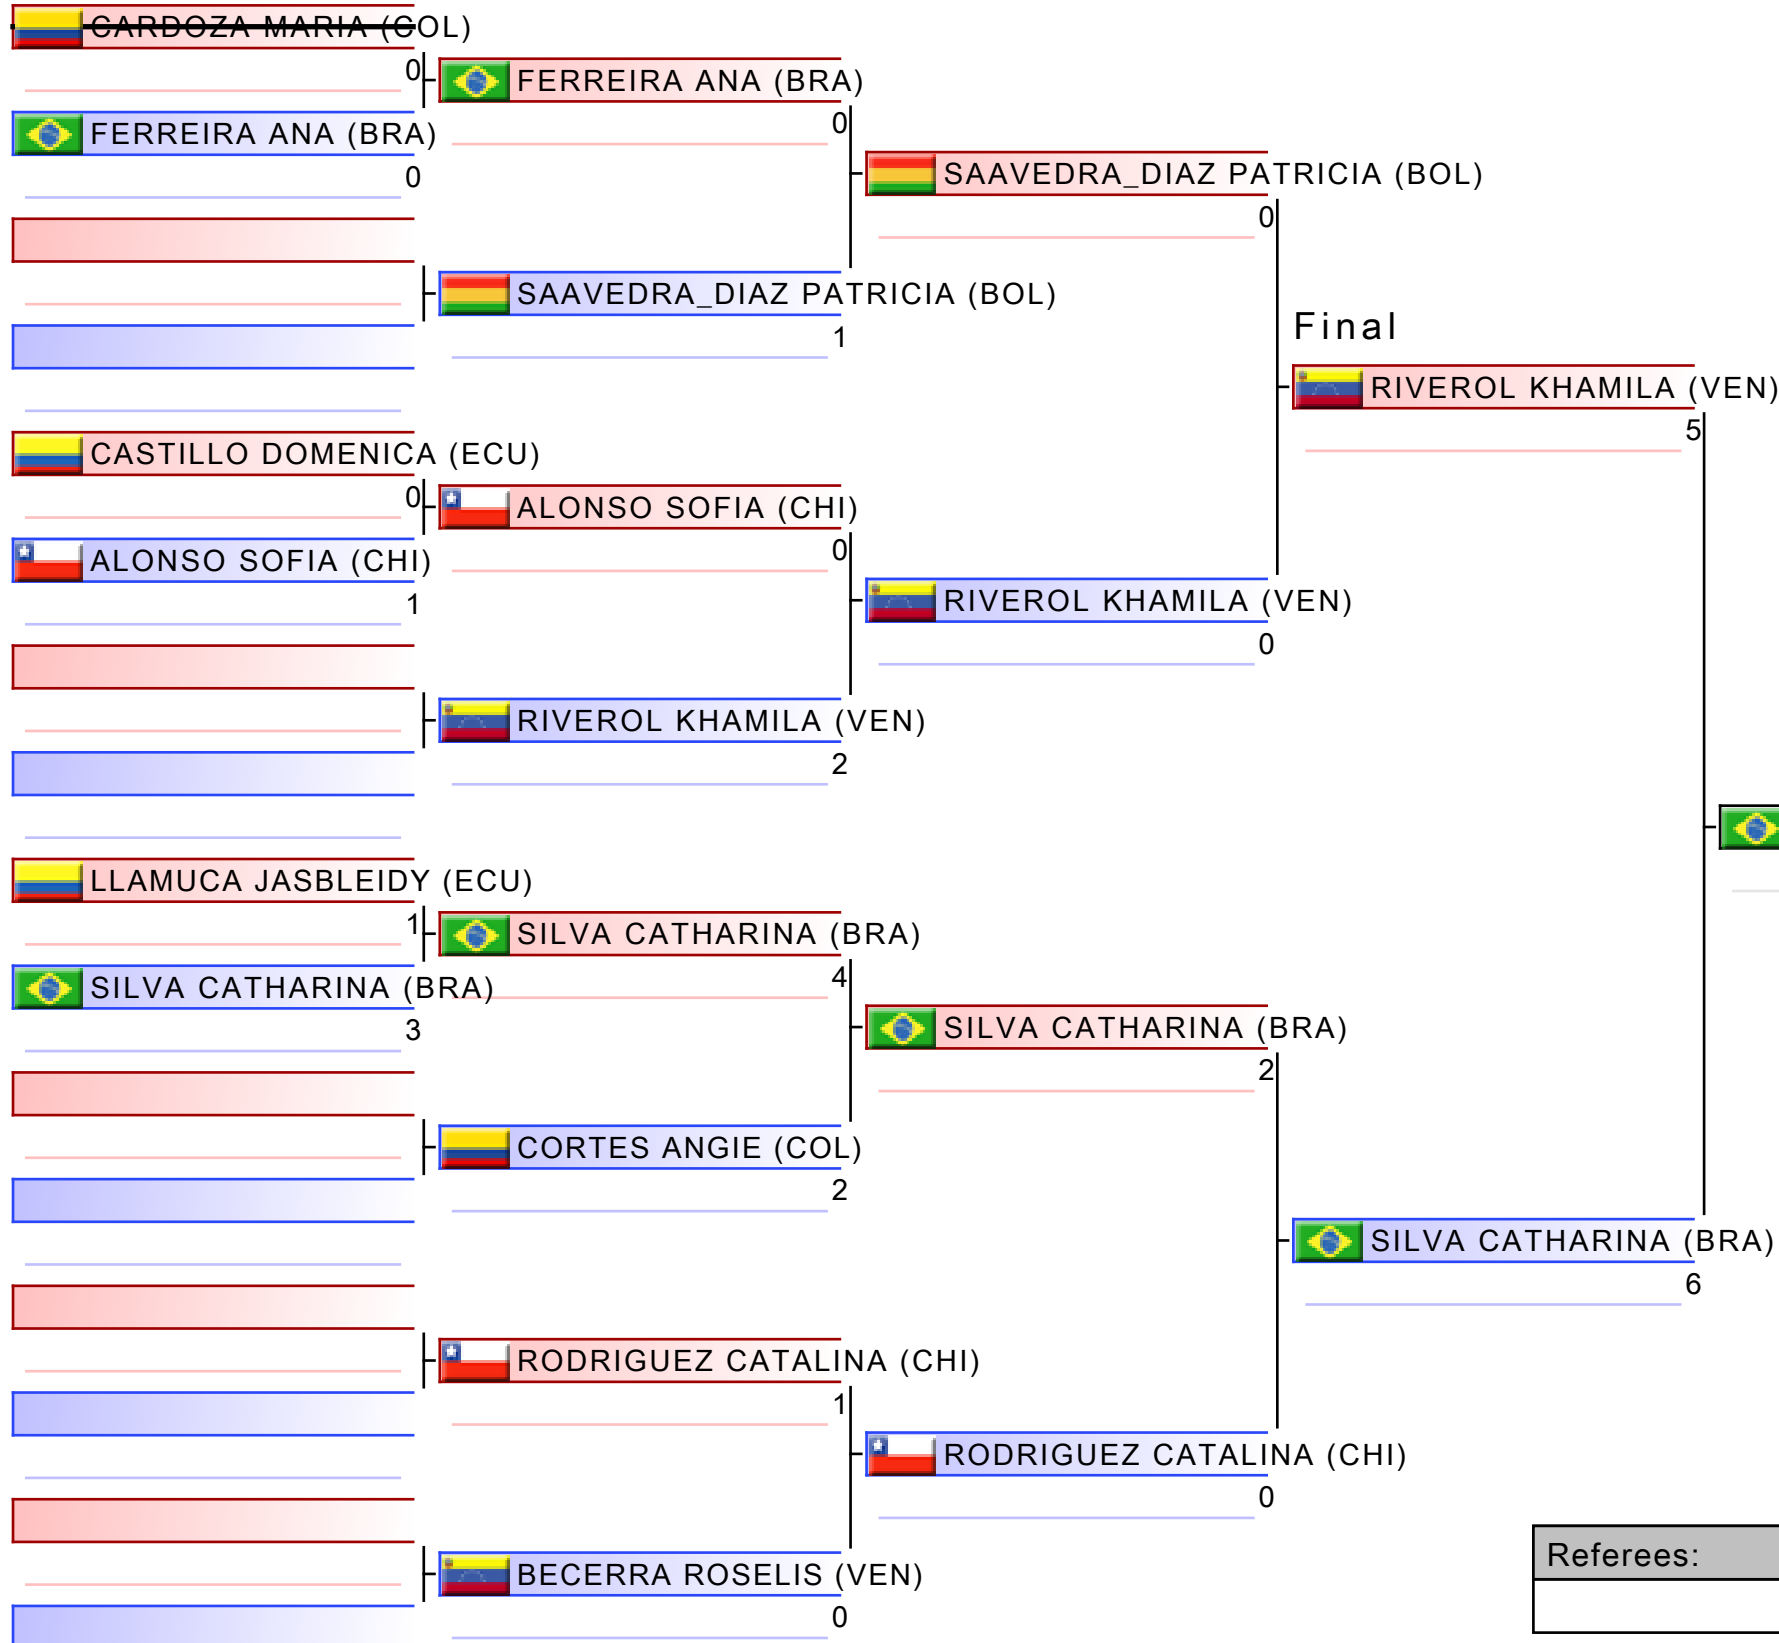 CARDOZA MARIA (COL)
0
FERREIRA ANA (BRA)
0
CASTILLO DOMENICA (ECU)
0
ALONSO SOFIA (CHI)
1
LLAMUCA JASBLEIDY (ECU)
1
SILVA CATHARINA (BRA)
3
FERREIRA ANA (BRA)
0
SAAVEDRA_DIAZ PATRICIA (BOL)
1
ALONSO SOFIA (CHI)
0
RIVEROL KHAMILA (VEN)
2
SILVA CATHARINA (BRA)
4
CORTES ANGIE (COL)
2
RODRIGUEZ CATALINA (CHI)
1
BECERRA ROSELIS (VEN)
0
SAAVEDRA_DIAZ PATRICIA (BOL)
0
RIVEROL KHAMILA (VEN)
0
SILVA CATHARINA (BRA)
2
RODRIGUEZ CATALINA (CHI)
0
Final
RIVEROL KHAMILA (VEN)
5
SILVA CATHARINA (BRA)
6
Referees: